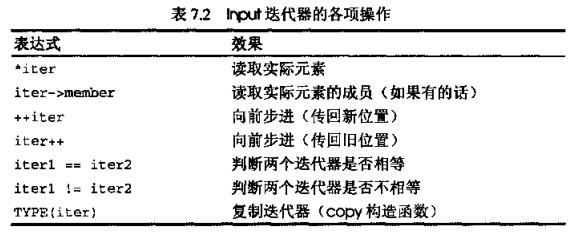 表 7.2 Input 迭代器的各项操作
表达式 效果
*iter 读取实际元素
iter->member 读取实际元素的成员（如果有的话）
++iter 向前步进（传回新位置）
iter++ 向前步进（传回旧位置）
iter1 == iter2 判断两个迭代器是否相等
iter1 != iter2 判断两个迭代器是否不相等
TYPE(iter) 复制迭代器（copy 构造函数）